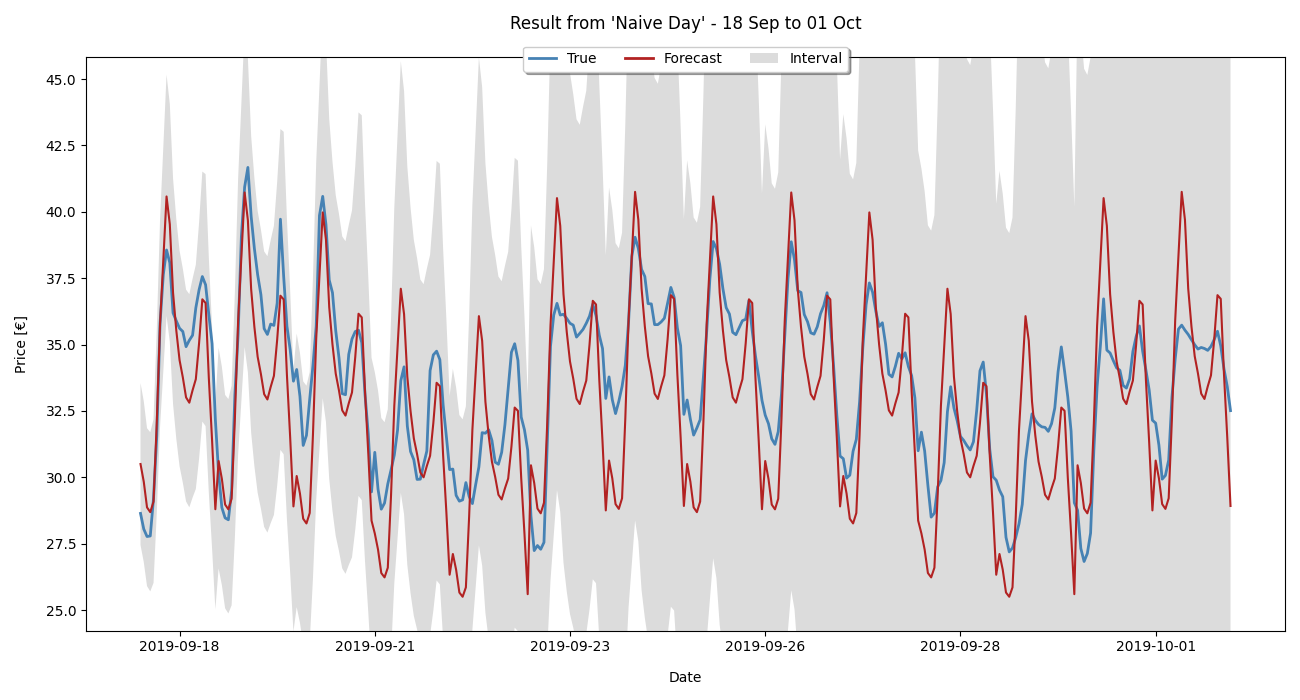 Result from 'Naive Day' - 18 Sep to 01 Oct
True Forecast Interval
45.0
42.5
40.0
37.5
35.0
32.5
30.0
27.5
25.0
Price [€]
2019-09-18 2019-09-21 2019-09-23 2019-09-26 2019-09-28 2019-10-01
Date